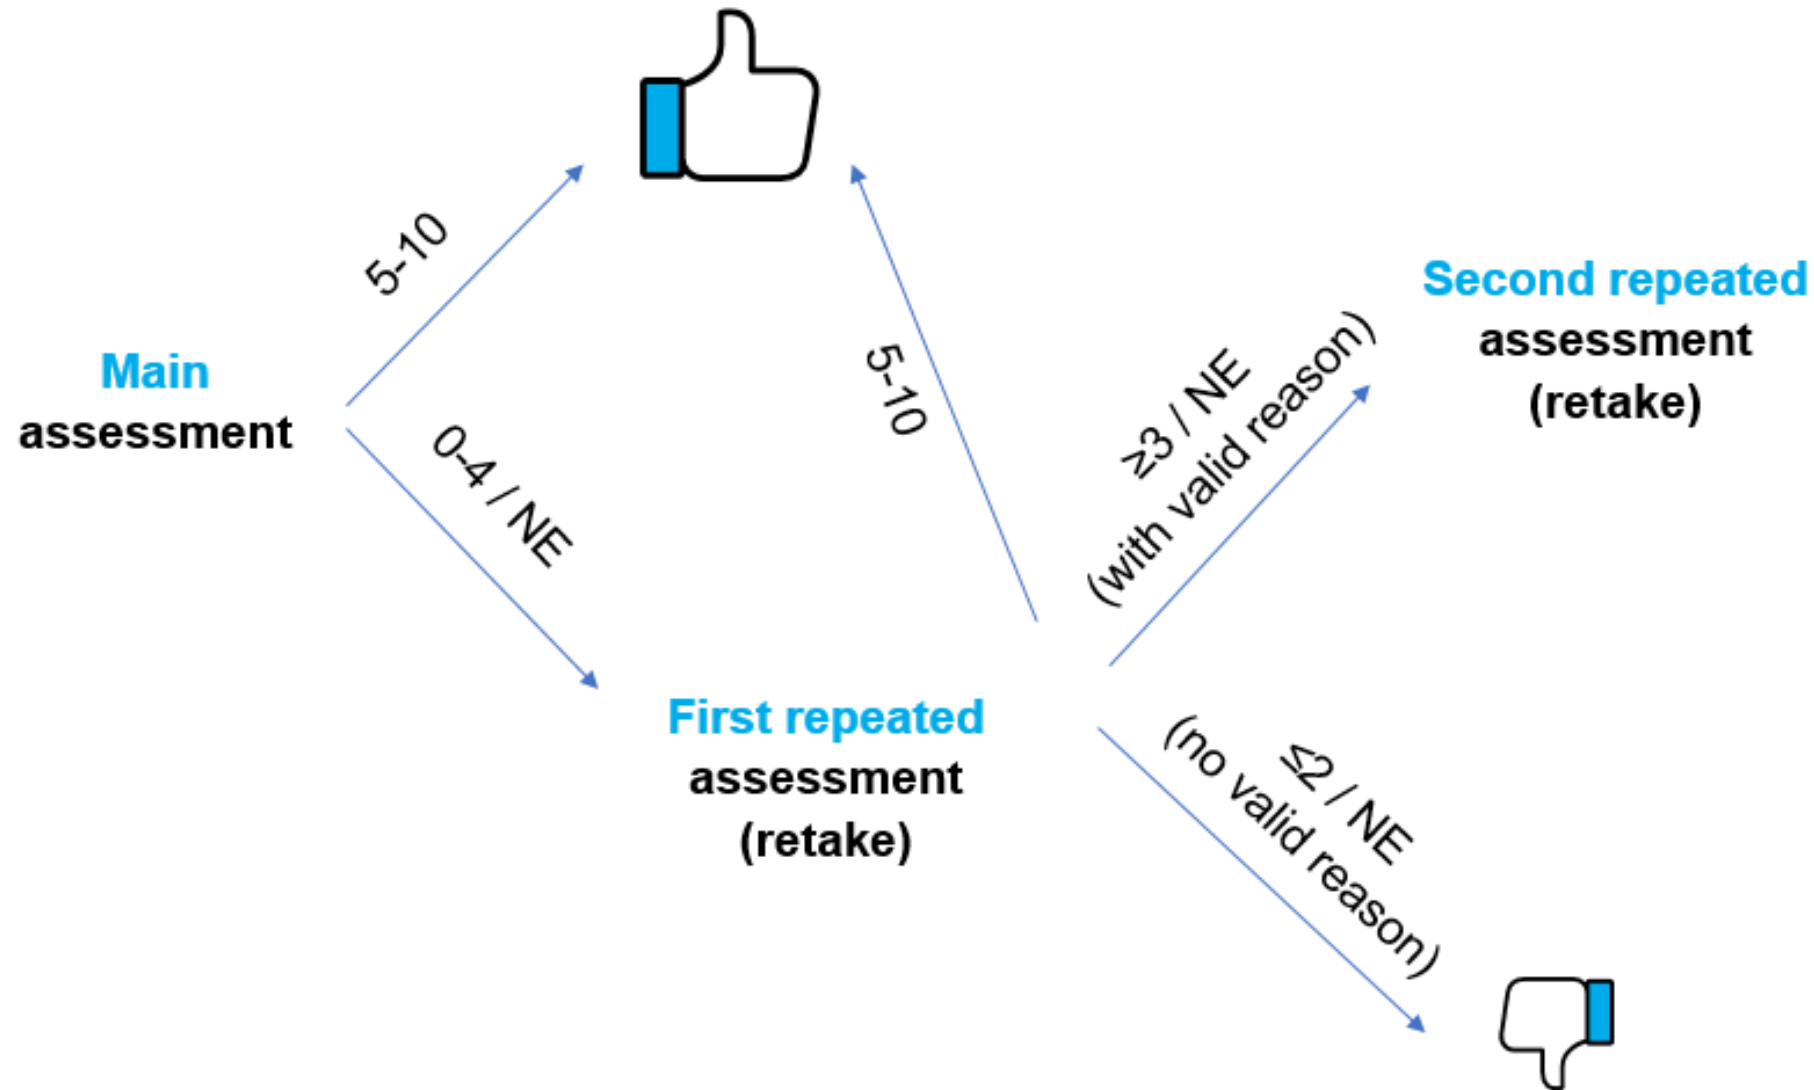 5-10
Main
assessment
0-4 / NE
5-10
Second repeated
assessment
(retake)
≥3 / NE
(with valid reason)
First repeated
assessment
(retake)
≤2 / NE
(no valid reason)